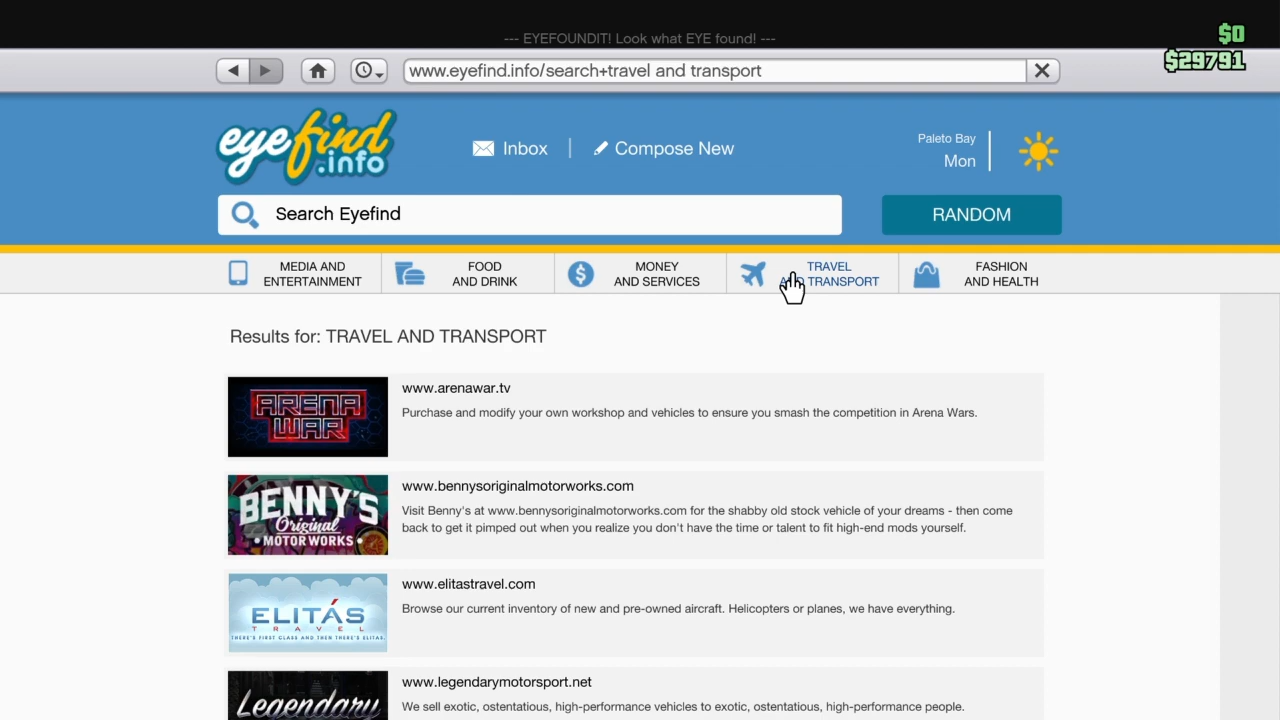 --- EYEFOUNDIT! Look what EYE found! ---
$0
$29791
www.eyefind.info/search+travel and transport
eyefind
.info
Inbox
Compose New
Paleto Bay
Mon
Search Eyefind
RANDOM
MEDIA AND
ENTERTAINMENT
FOOD
AND DRINK
MONEY
AND SERVICES
TRAVEL
AND TRANSPORT
FASHION
AND HEALTH
Results for: TRAVEL AND TRANSPORT
ARENA
WAR
www.arenawar.tv
Purchase and modify your own workshop and vehicles to ensure you smash the competition in Arena Wars.
BENNY'S
Original
MOTOR WORKS
www.bennysoriginalmotorworks.com
Visit Benny's at www.bennysoriginalmotorworks.com for the shabby old stock vehicle of your dreams - then come
back to get it pimped out when you realize you don't have the time or talent to fit high-end mods yourself.
ELITÁS
TRAVEL
THERE'S FIRST CLASS AND THEN THERE'S ELITAS.
www.elitastravel.com
Browse our current inventory of new and pre-owned aircraft. Helicopters or planes, we have everything.
Legendary
www.legendarymotorsport.net
We sell exotic, ostentatious, high-performance vehicles to exotic, ostentatious, high-performance people.